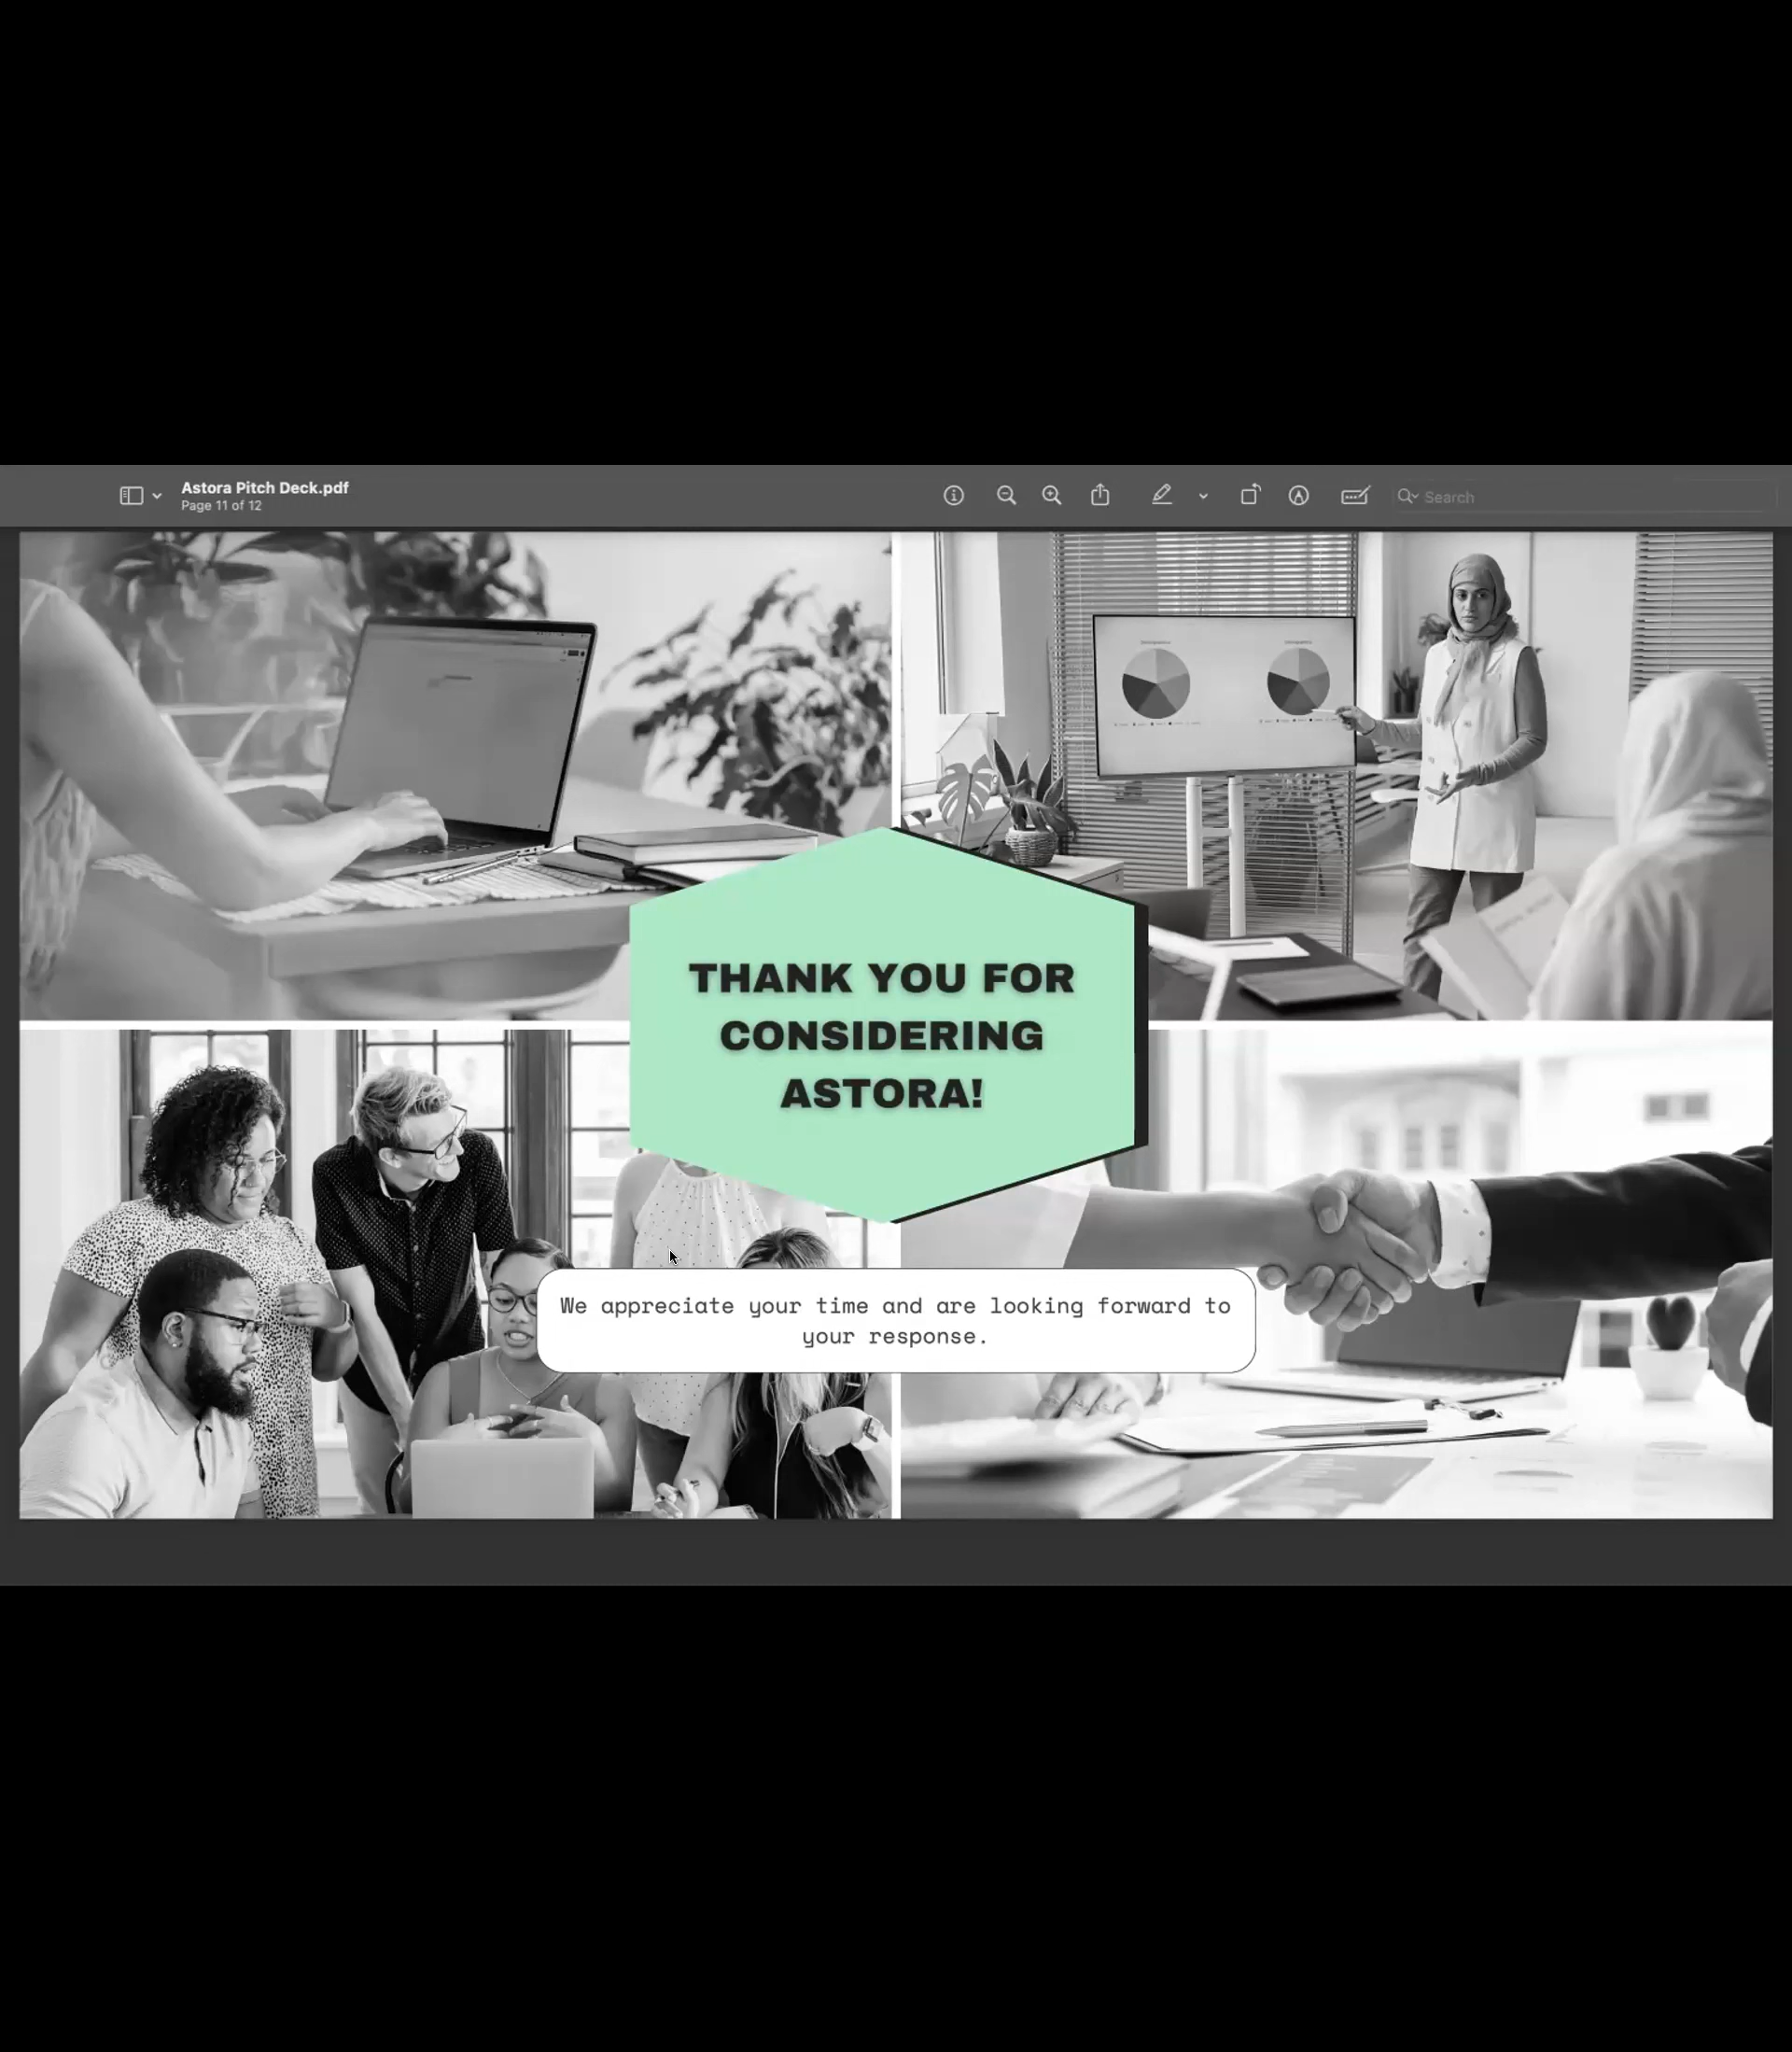 Astora Pitch Deck.pdf
Page 11 of 12
Search
THANK YOU FOR
CONSIDERING
ASTORA!
We appreciate your time and are looking forward to
your response.